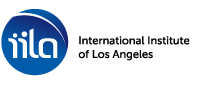 iila
International Institute
of Los Angeles